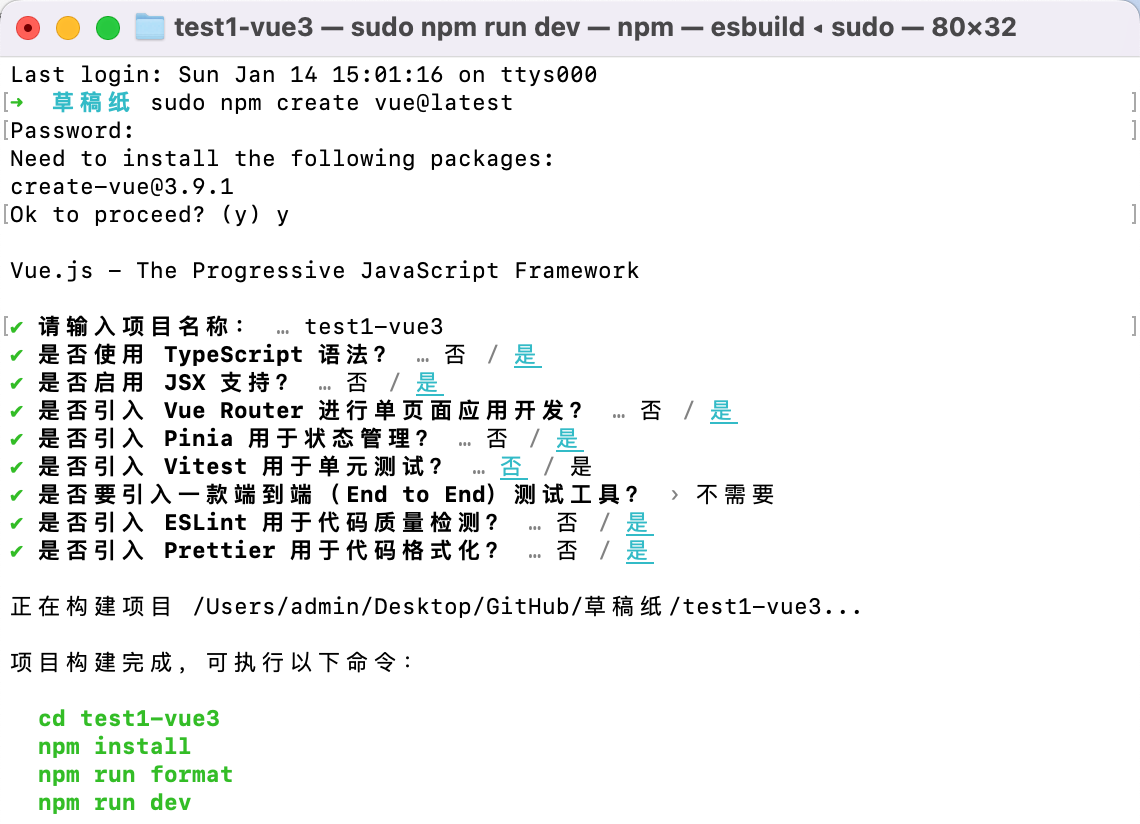 test1-vue3 — sudo npm run dev — npm — esbuild ◂ sudo — 80×32
Last login: Sun Jan 14 15:01:16 on ttys000
[➜  草稿纸 sudo npm create vue@latest ]
[Password: ]
Need to install the following packages:
create-vue@3.9.1
[Ok to proceed? (y) y ]
Vue.js - The Progressive JavaScript Framework
[✔ 请输入项目名称： … test1-vue3 ]
✔ 是否使用 TypeScript 语法？ … 否 / 是
✔ 是否启用 JSX 支持？ … 否 / 是
✔ 是否引入 Vue Router 进行单页面应用开发？ … 否 / 是
✔ 是否引入 Pinia 用于状态管理？ … 否 / 是
✔ 是否引入 Vitest 用于单元测试？ … 否 / 是
✔ 是否要引入一款端到端（End to End）测试工具？ › 不需要
✔ 是否引入 ESLint 用于代码质量检测？ … 否 / 是
✔ 是否引入 Prettier 用于代码格式化？ … 否 / 是
正在构建项目 /Users/admin/Desktop/GitHub/草稿纸/test1-vue3...
项目构建完成，可执行以下命令：
cd test1-vue3
npm install
npm run format
npm run dev